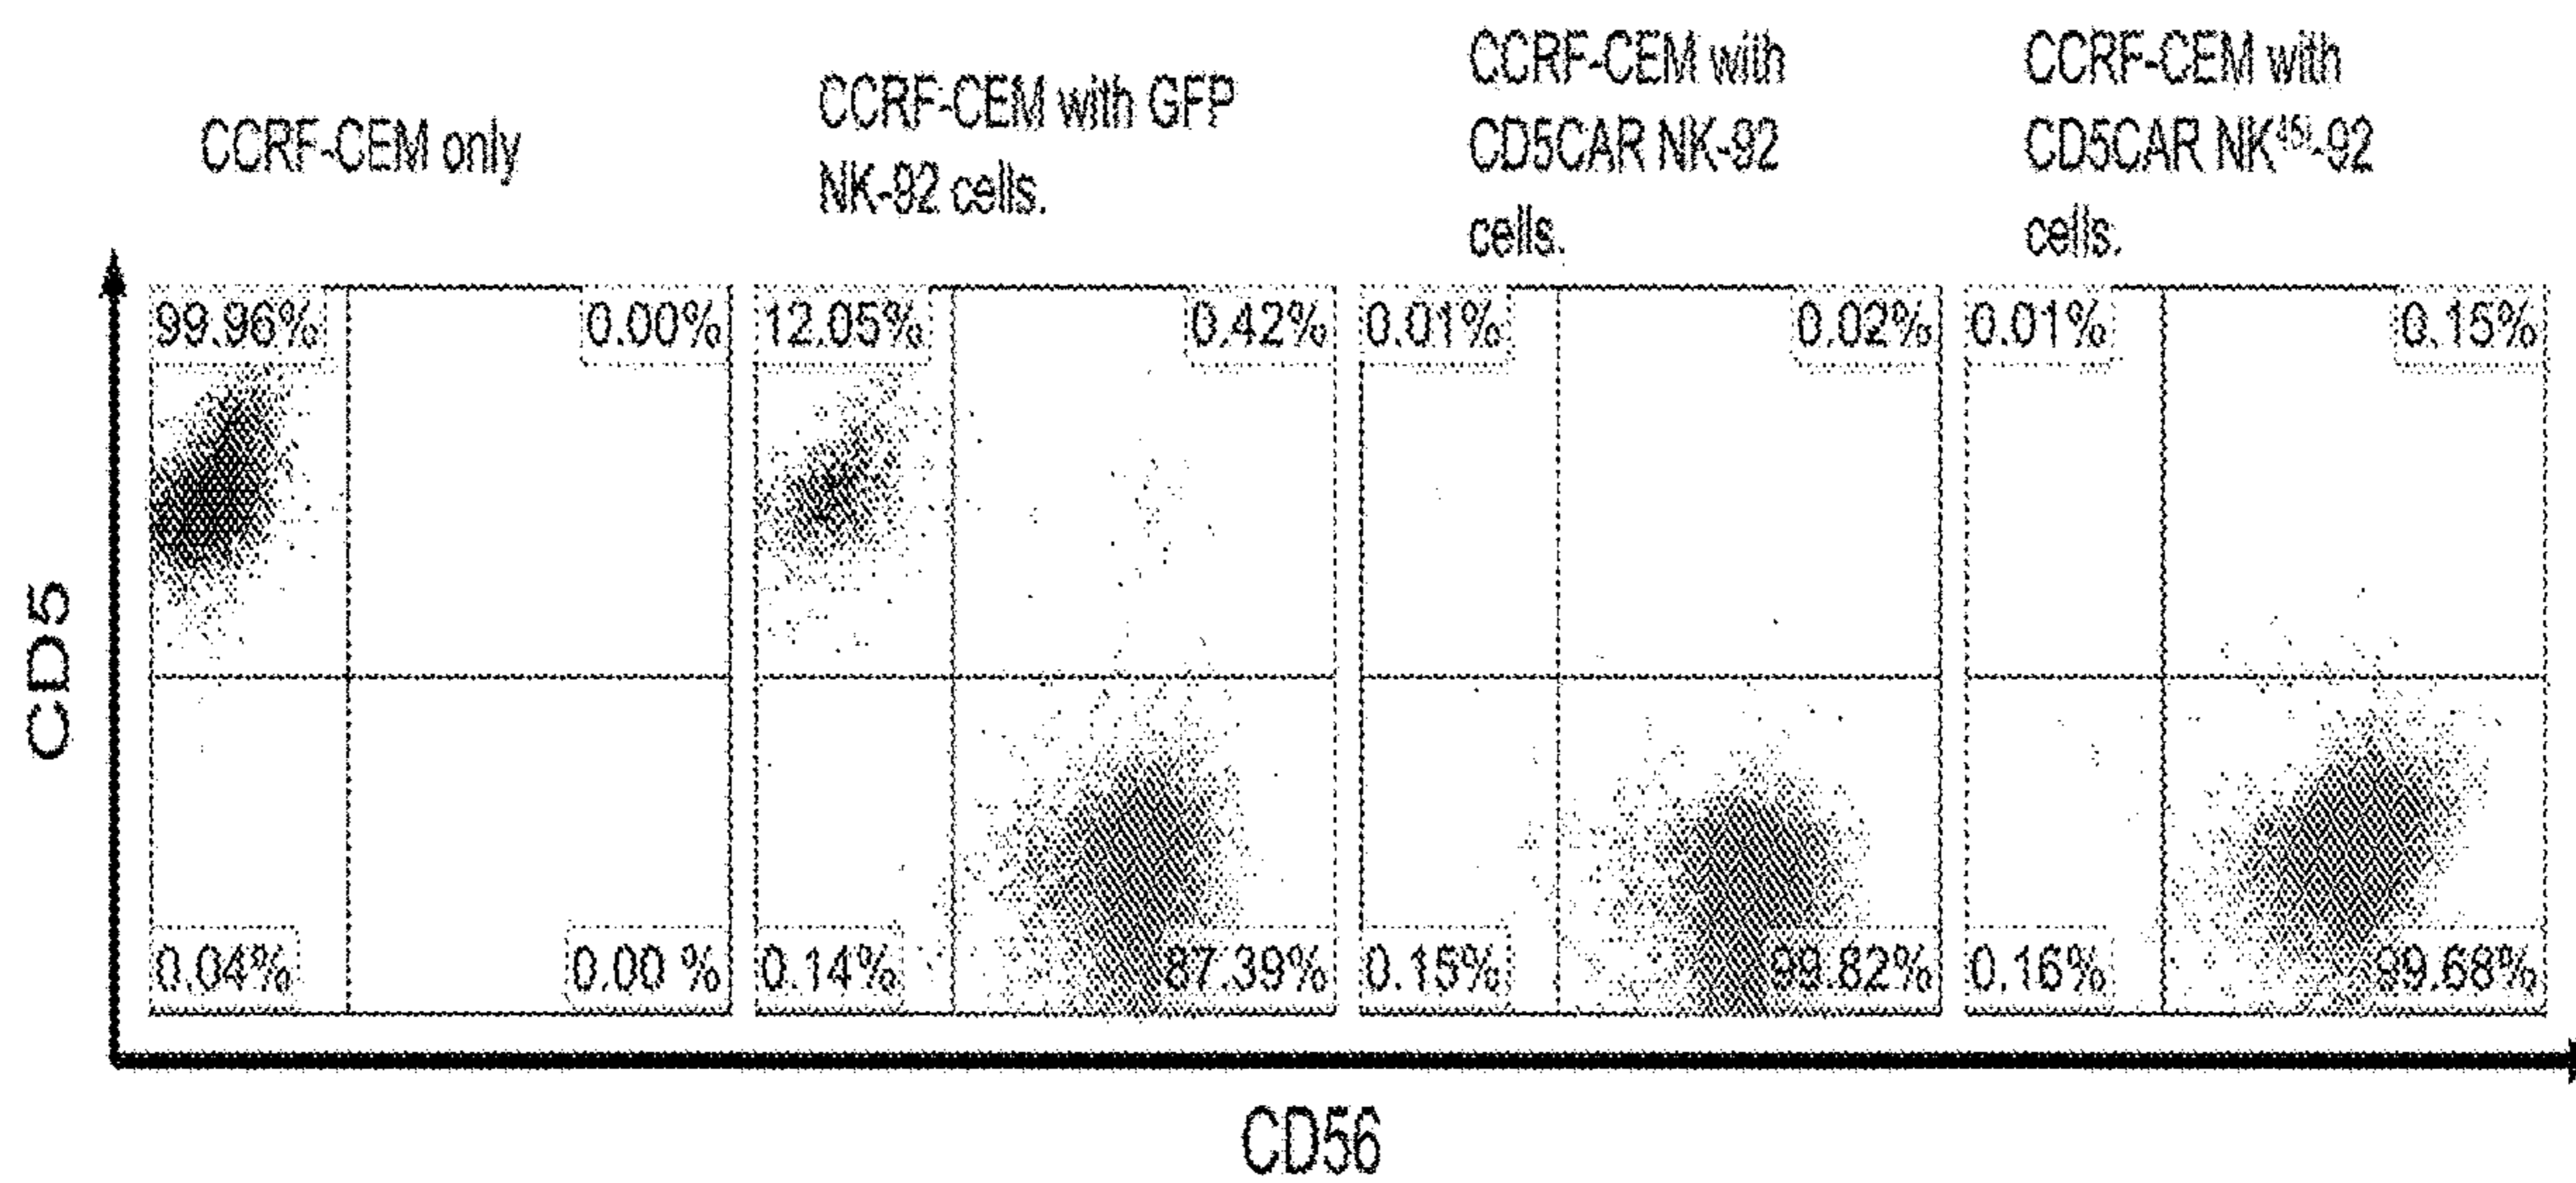 CCRF-CEM only
CCRF-CEM with GFP
NK-92 cells.
CCRF-CEM with
CD5CAR NK-92
cells.
CCRF-CEM with
CD5CAR NK⁴⁵ⁱ-92
cells.
99.96%
0.00%
12.05%
0.42%
0.01%
0.02%
0.01%
0.15%
CD5
0.04%
0.00 %
0.14%
87.39%
0.15%
99.82%
0.16%
99.68%
CD56